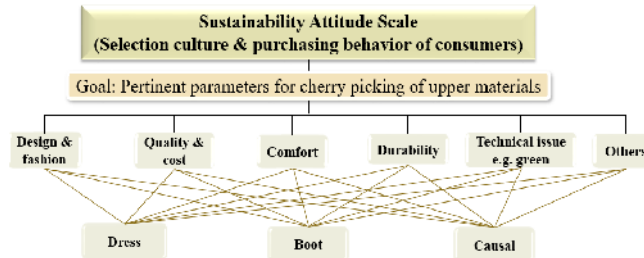 Sustainability Attitude Scale
(Selection culture & purchasing behavior of consumers)
Goal: Pertinent parameters for cherry picking of upper materials
Design &
fashion
Quality &
cost
Comfort
Durability
Technical issue
e.g. green
Others
Dress
Boot
Causal